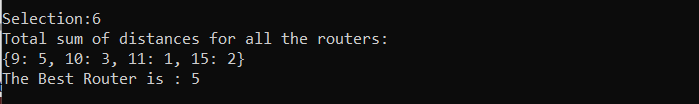 Selection:6
Total sum of distances for all the routers:
{9: 5, 10: 3, 11: 1, 15: 2}
The Best Router is : 5